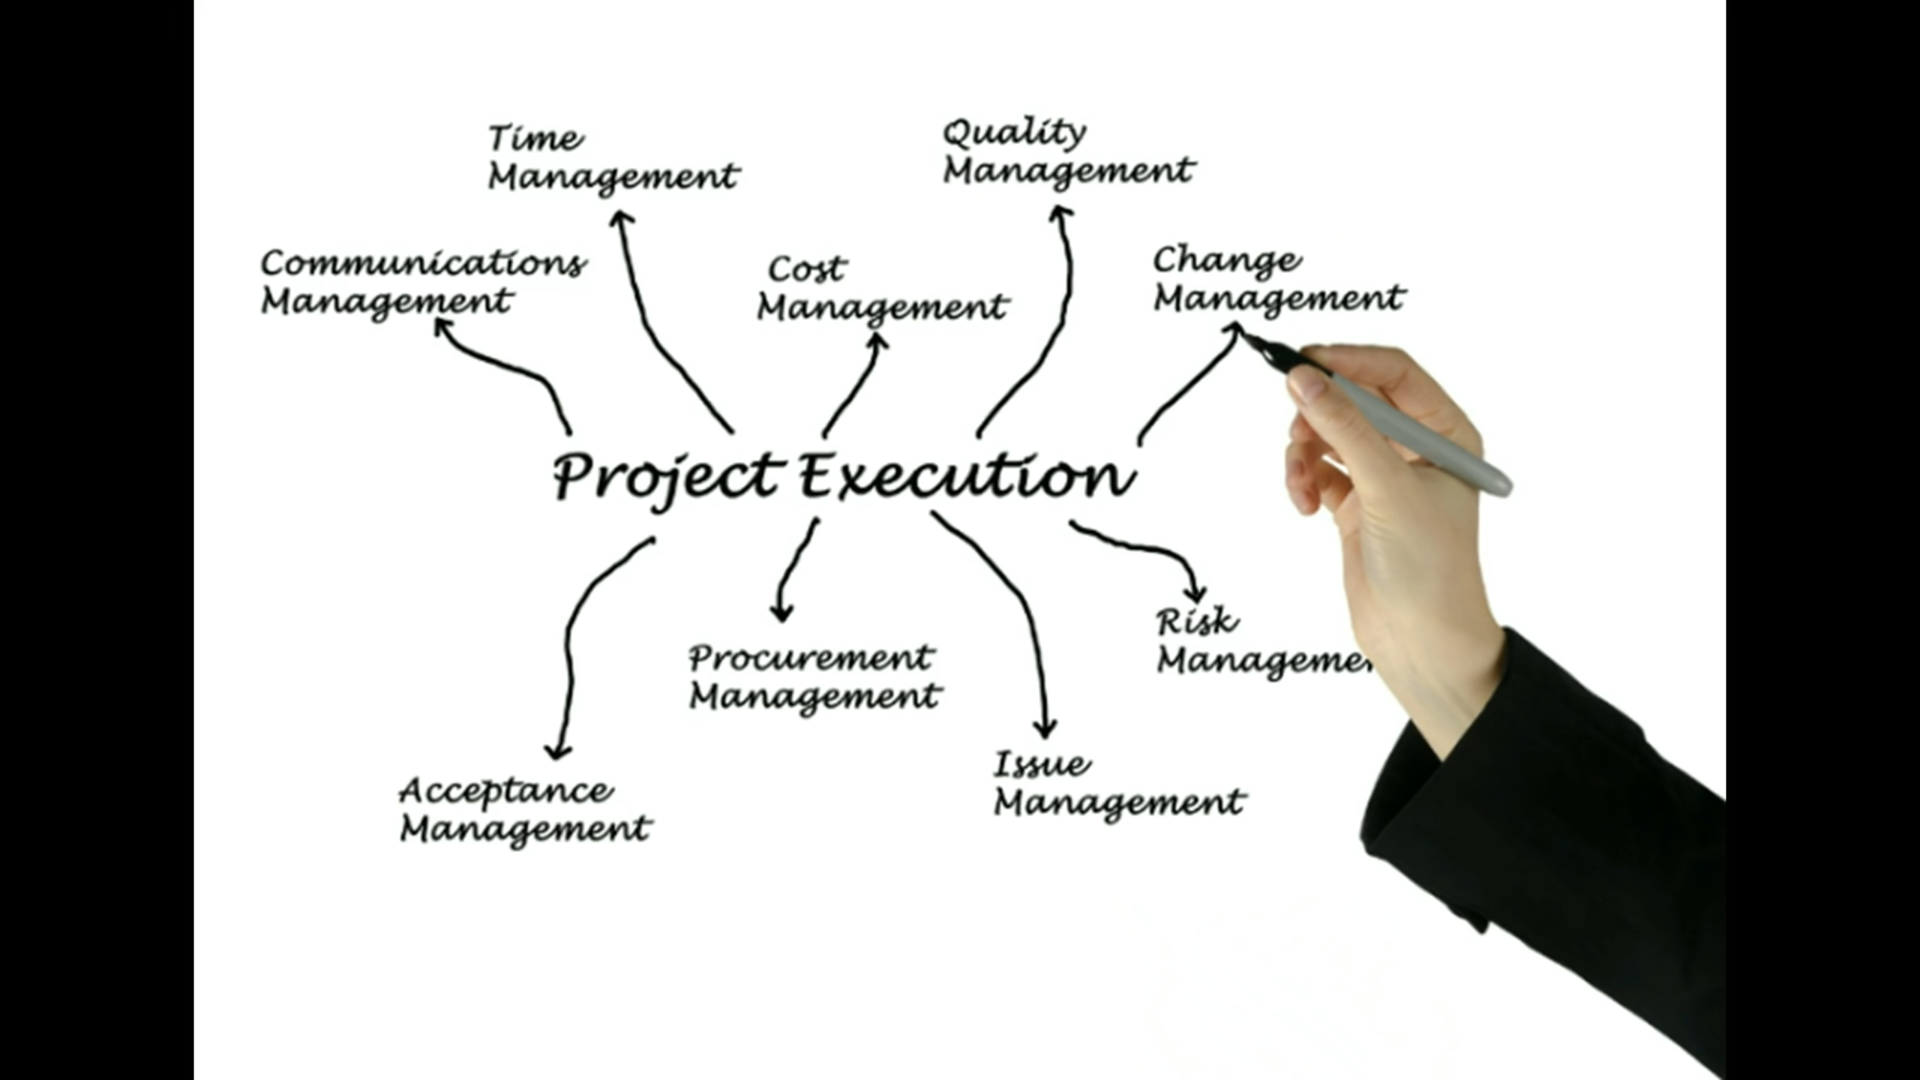 Time
Management
Quality
Management
Communications
Management
Cost
Management
Change
Management
Project Execution
Risk
Procurement
Management
Issue
Management
Acceptance
Management